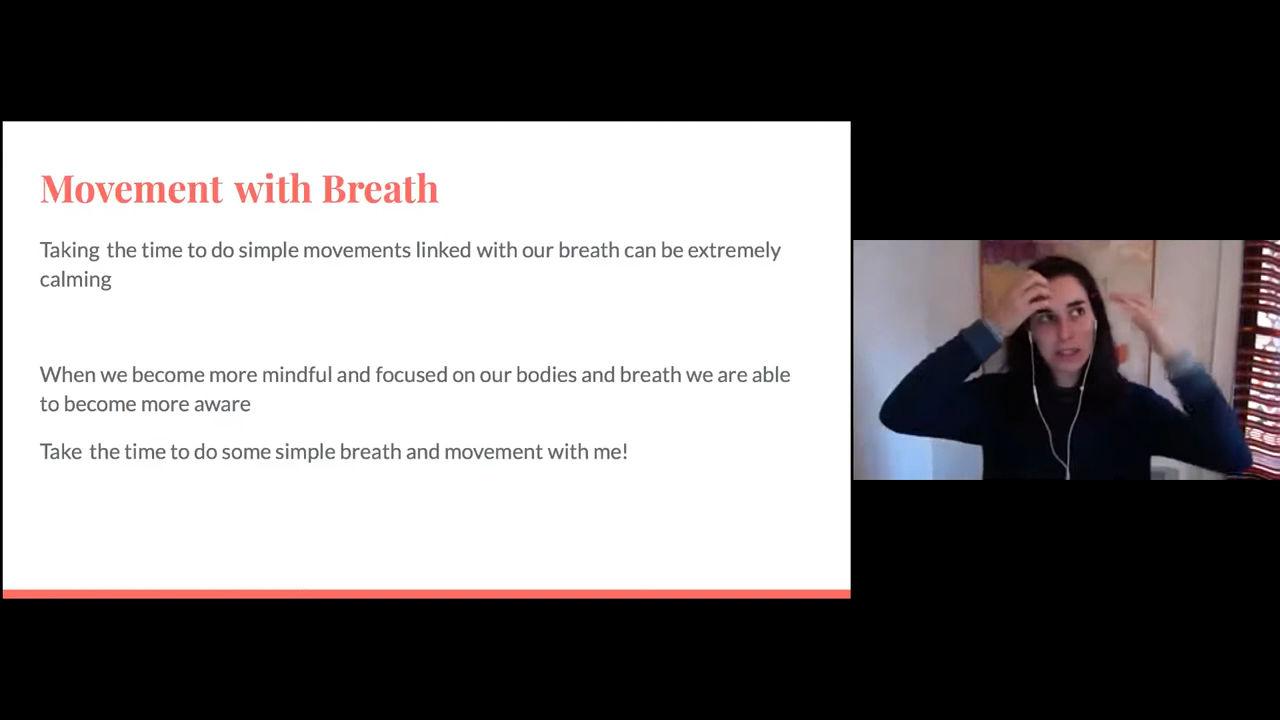 Movement with Breath
Taking the time to do simple movements linked with our breath can be extremely
calming
When we become more mindful and focused on our bodies and breath we are able
to become more aware
Take the time to do some simple breath and movement with me!